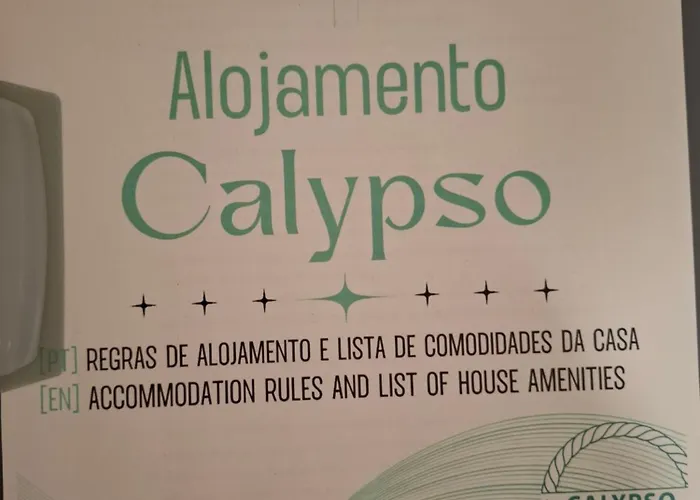 Alojamento
Calypso
[PT] REGRAS DE ALOJAMENTO E LISTA DE COMODIDADES DA CASA
[EN] ACCOMMODATION RULES AND LIST OF HOUSE AMENITIES
CALYPSO